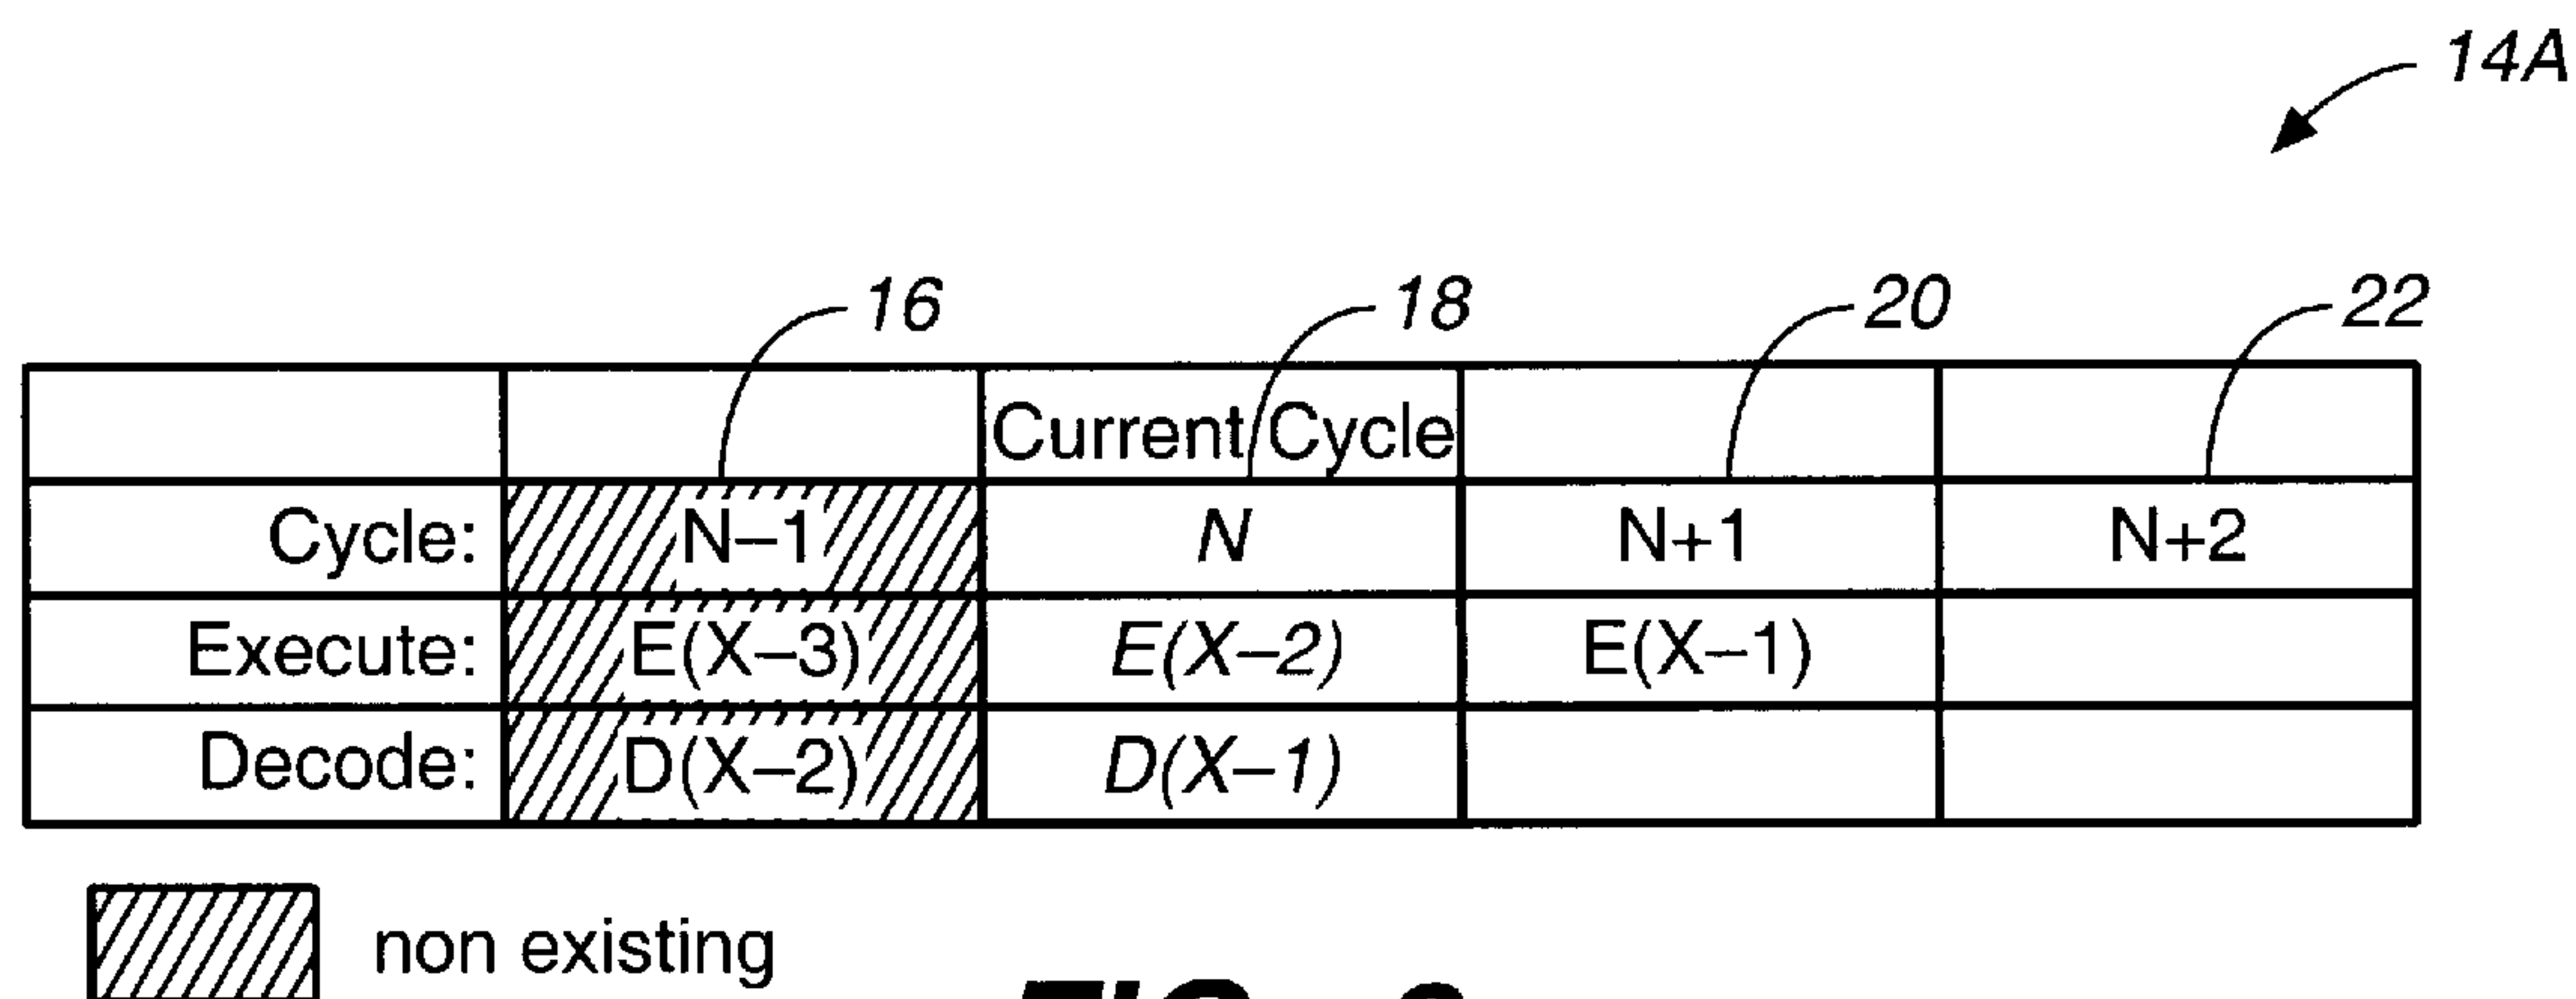 14A
16 18 20 22
Current Cycle
Cycle: N–1 N N+1 N+2
Execute: E(X–3) E(X–2) E(X–1)
Decode: D(X–2) D(X–1)
non existing